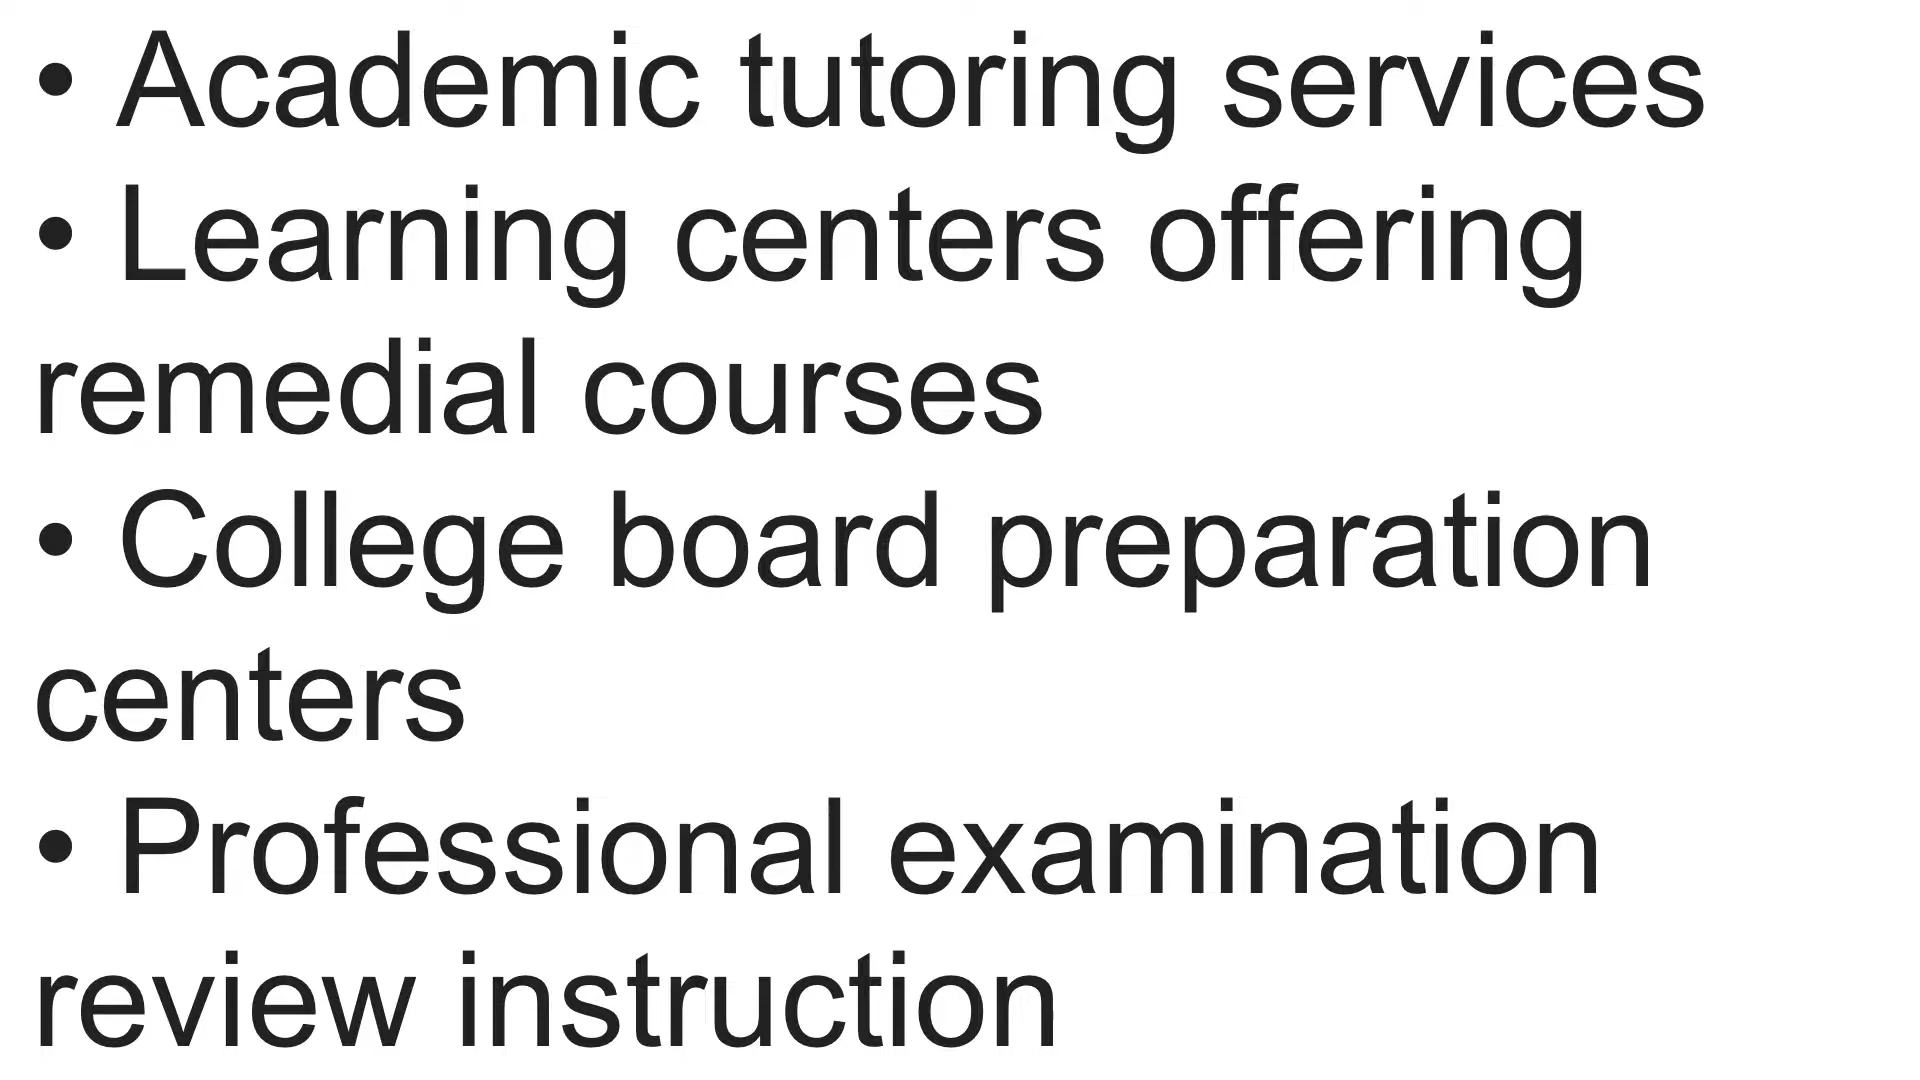 • Academic tutoring services
• Learning centers offering
remedial courses
• College board preparation
centers
• Professional examination
review instruction